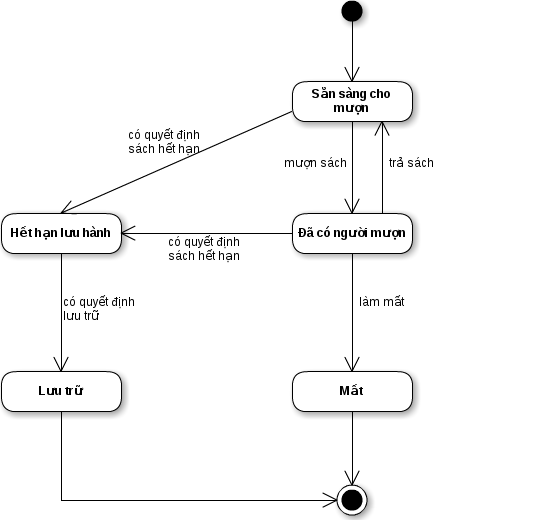 Sẵn sàng cho
mượn
có quyết định
sách hết hạn
mượn sách
trả sách
Hết hạn lưu hành
có quyết định
sách hết hạn
Đã có người mượn
có quyết định
lưu trữ
làm mất
Lưu trữ
Mất